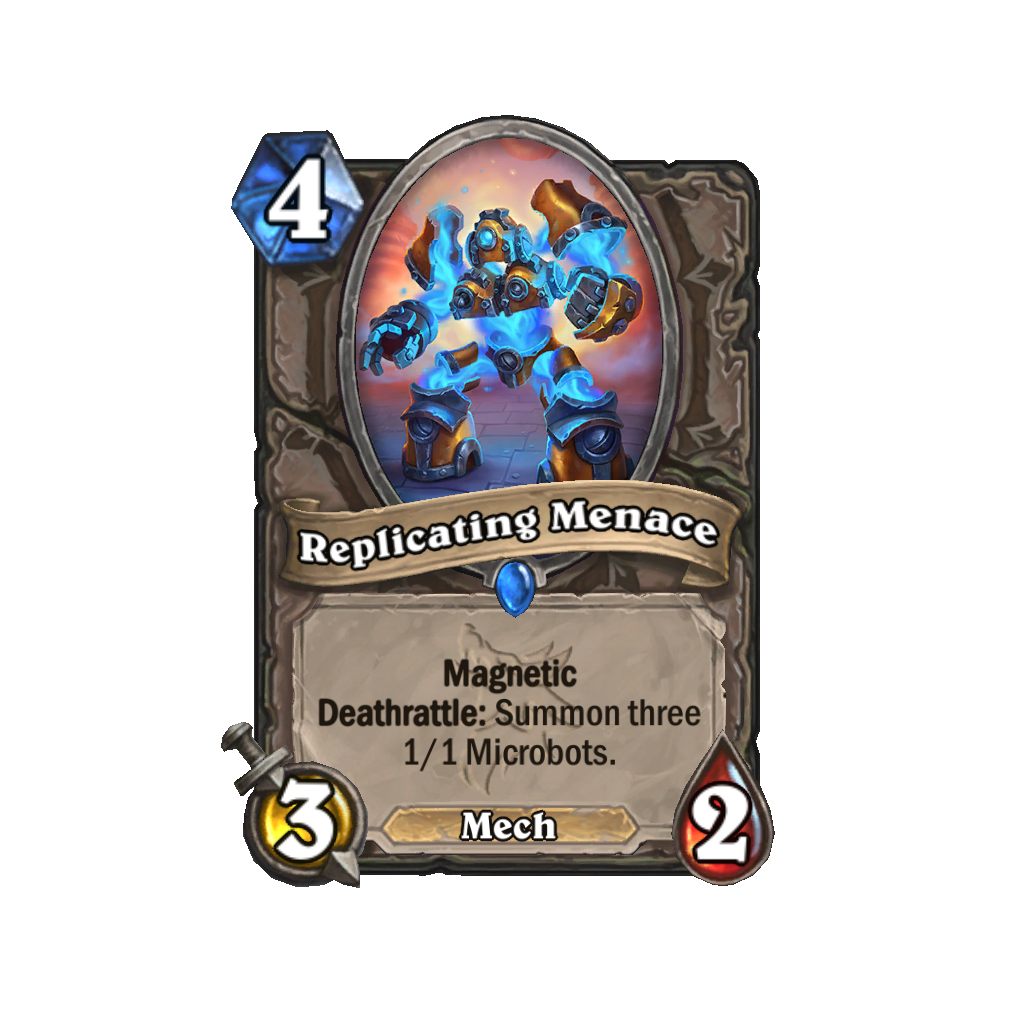 4
Replicating Menace
Magnetic
Deathrattle: Summon three
1/1 Microbots.
3
Mech
2